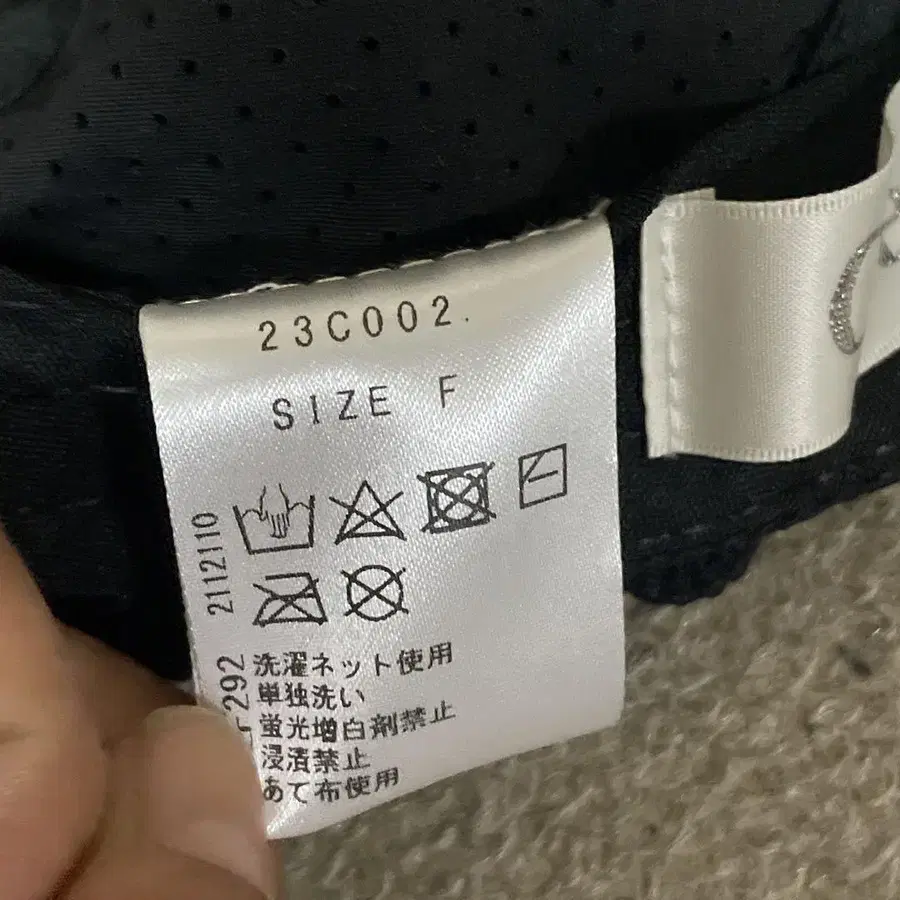 23C002.
SIZE F
2112110
292
洗濯ネット使用
単独洗い
蛍光増白剤禁止
浸漬禁止
あて布使用